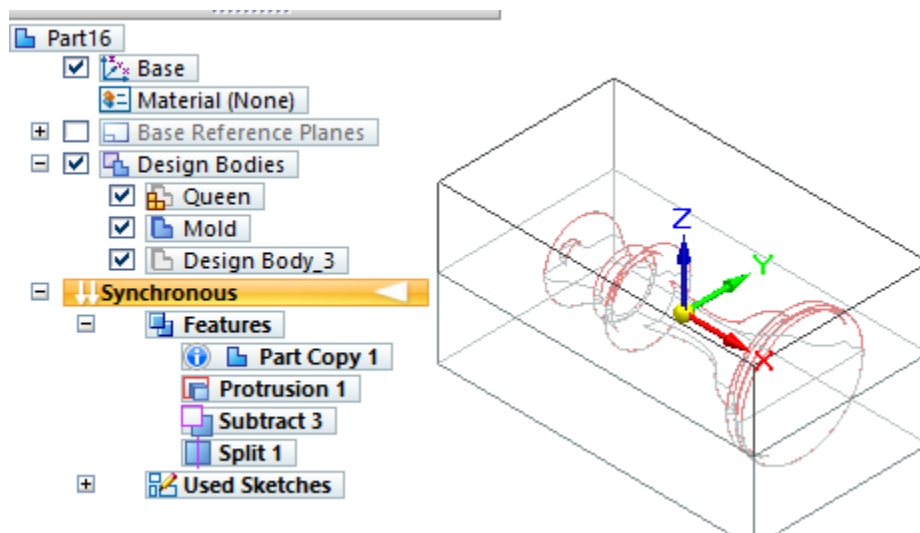 Part16
Base
Material (None)
Base Reference Planes
Design Bodies
Queen
Mold
Design Body_3
Synchronous
Features
Part Copy 1
Protrusion 1
Subtract 3
Split 1
Used Sketches
Z
Y
X